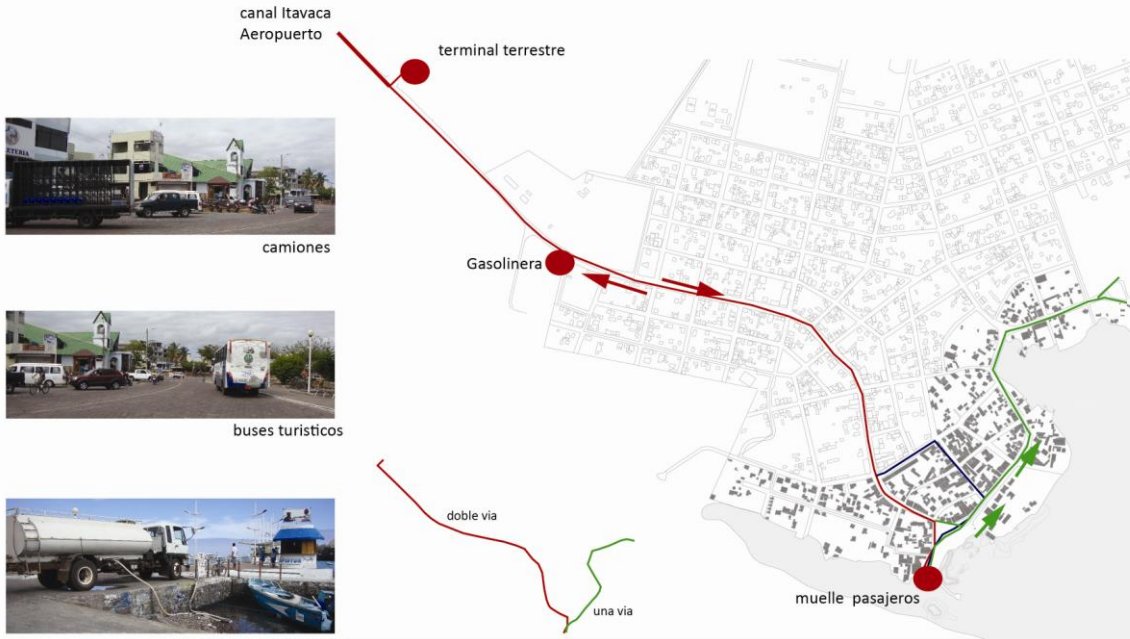 canal Itavaca
Aeropuerto
terminal terrestre
camiones
Gasolinera
buses turisticos
doble via
una via
muelle pasajeros